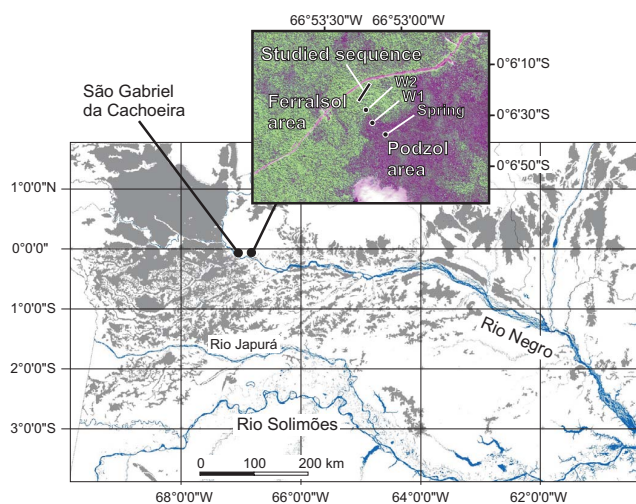 66°53'30"W 66°53'00"W
Studied sequence
W2
W1
Spring
Ferralsol
area
Podzol
area
0°6'10"S
0°6'30"S
0°6'50"S
São Gabriel
da Cachoeira
1°0'0"N
0°0'0"
1°0'0"S
2°0'0"S
3°0'0"S
Rio Negro
Rio Japurá
Rio Solimões
0 100 200 km
68°0'0"W 66°0'0"W 64°0'0"W 62°0'0"W